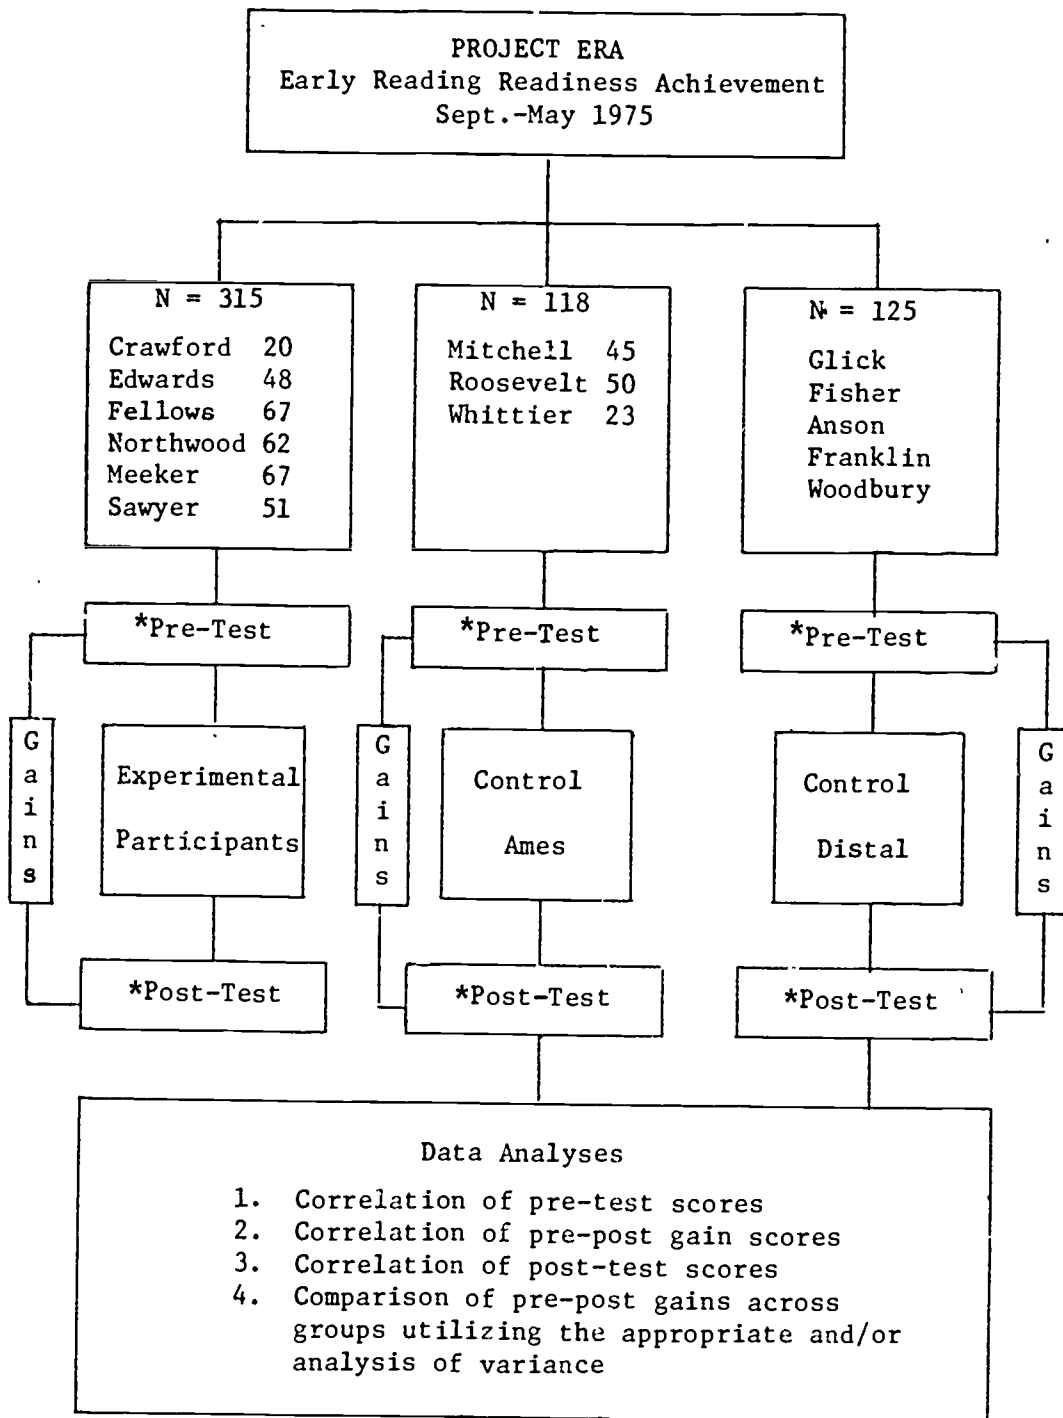 PROJECT ERA
Early Reading Readiness Achievement
Sept.-May 1975
N = 315
Crawford 20
Edwards 48
Fellows 67
Northwood 62
Meeker 67
Sawyer 51
N = 118
Mitchell 45
Roosevelt 50
Whittier 23
N = 125
Glick
Fisher
Anson
Franklin
Woodbury
*Pre-Test
*Pre-Test
*Pre-Test
Gains
Experimental
Participants
Gains
Control
Ames
Control
Distal
Gains
*Post-Test
*Post-Test
*Post-Test
Data Analyses
1. Correlation of pre-test scores
2. Correlation of pre-post gain scores
3. Correlation of post-test scores
4. Comparison of pre-post gains across
groups utilizing the appropriate and/or
analysis of variance